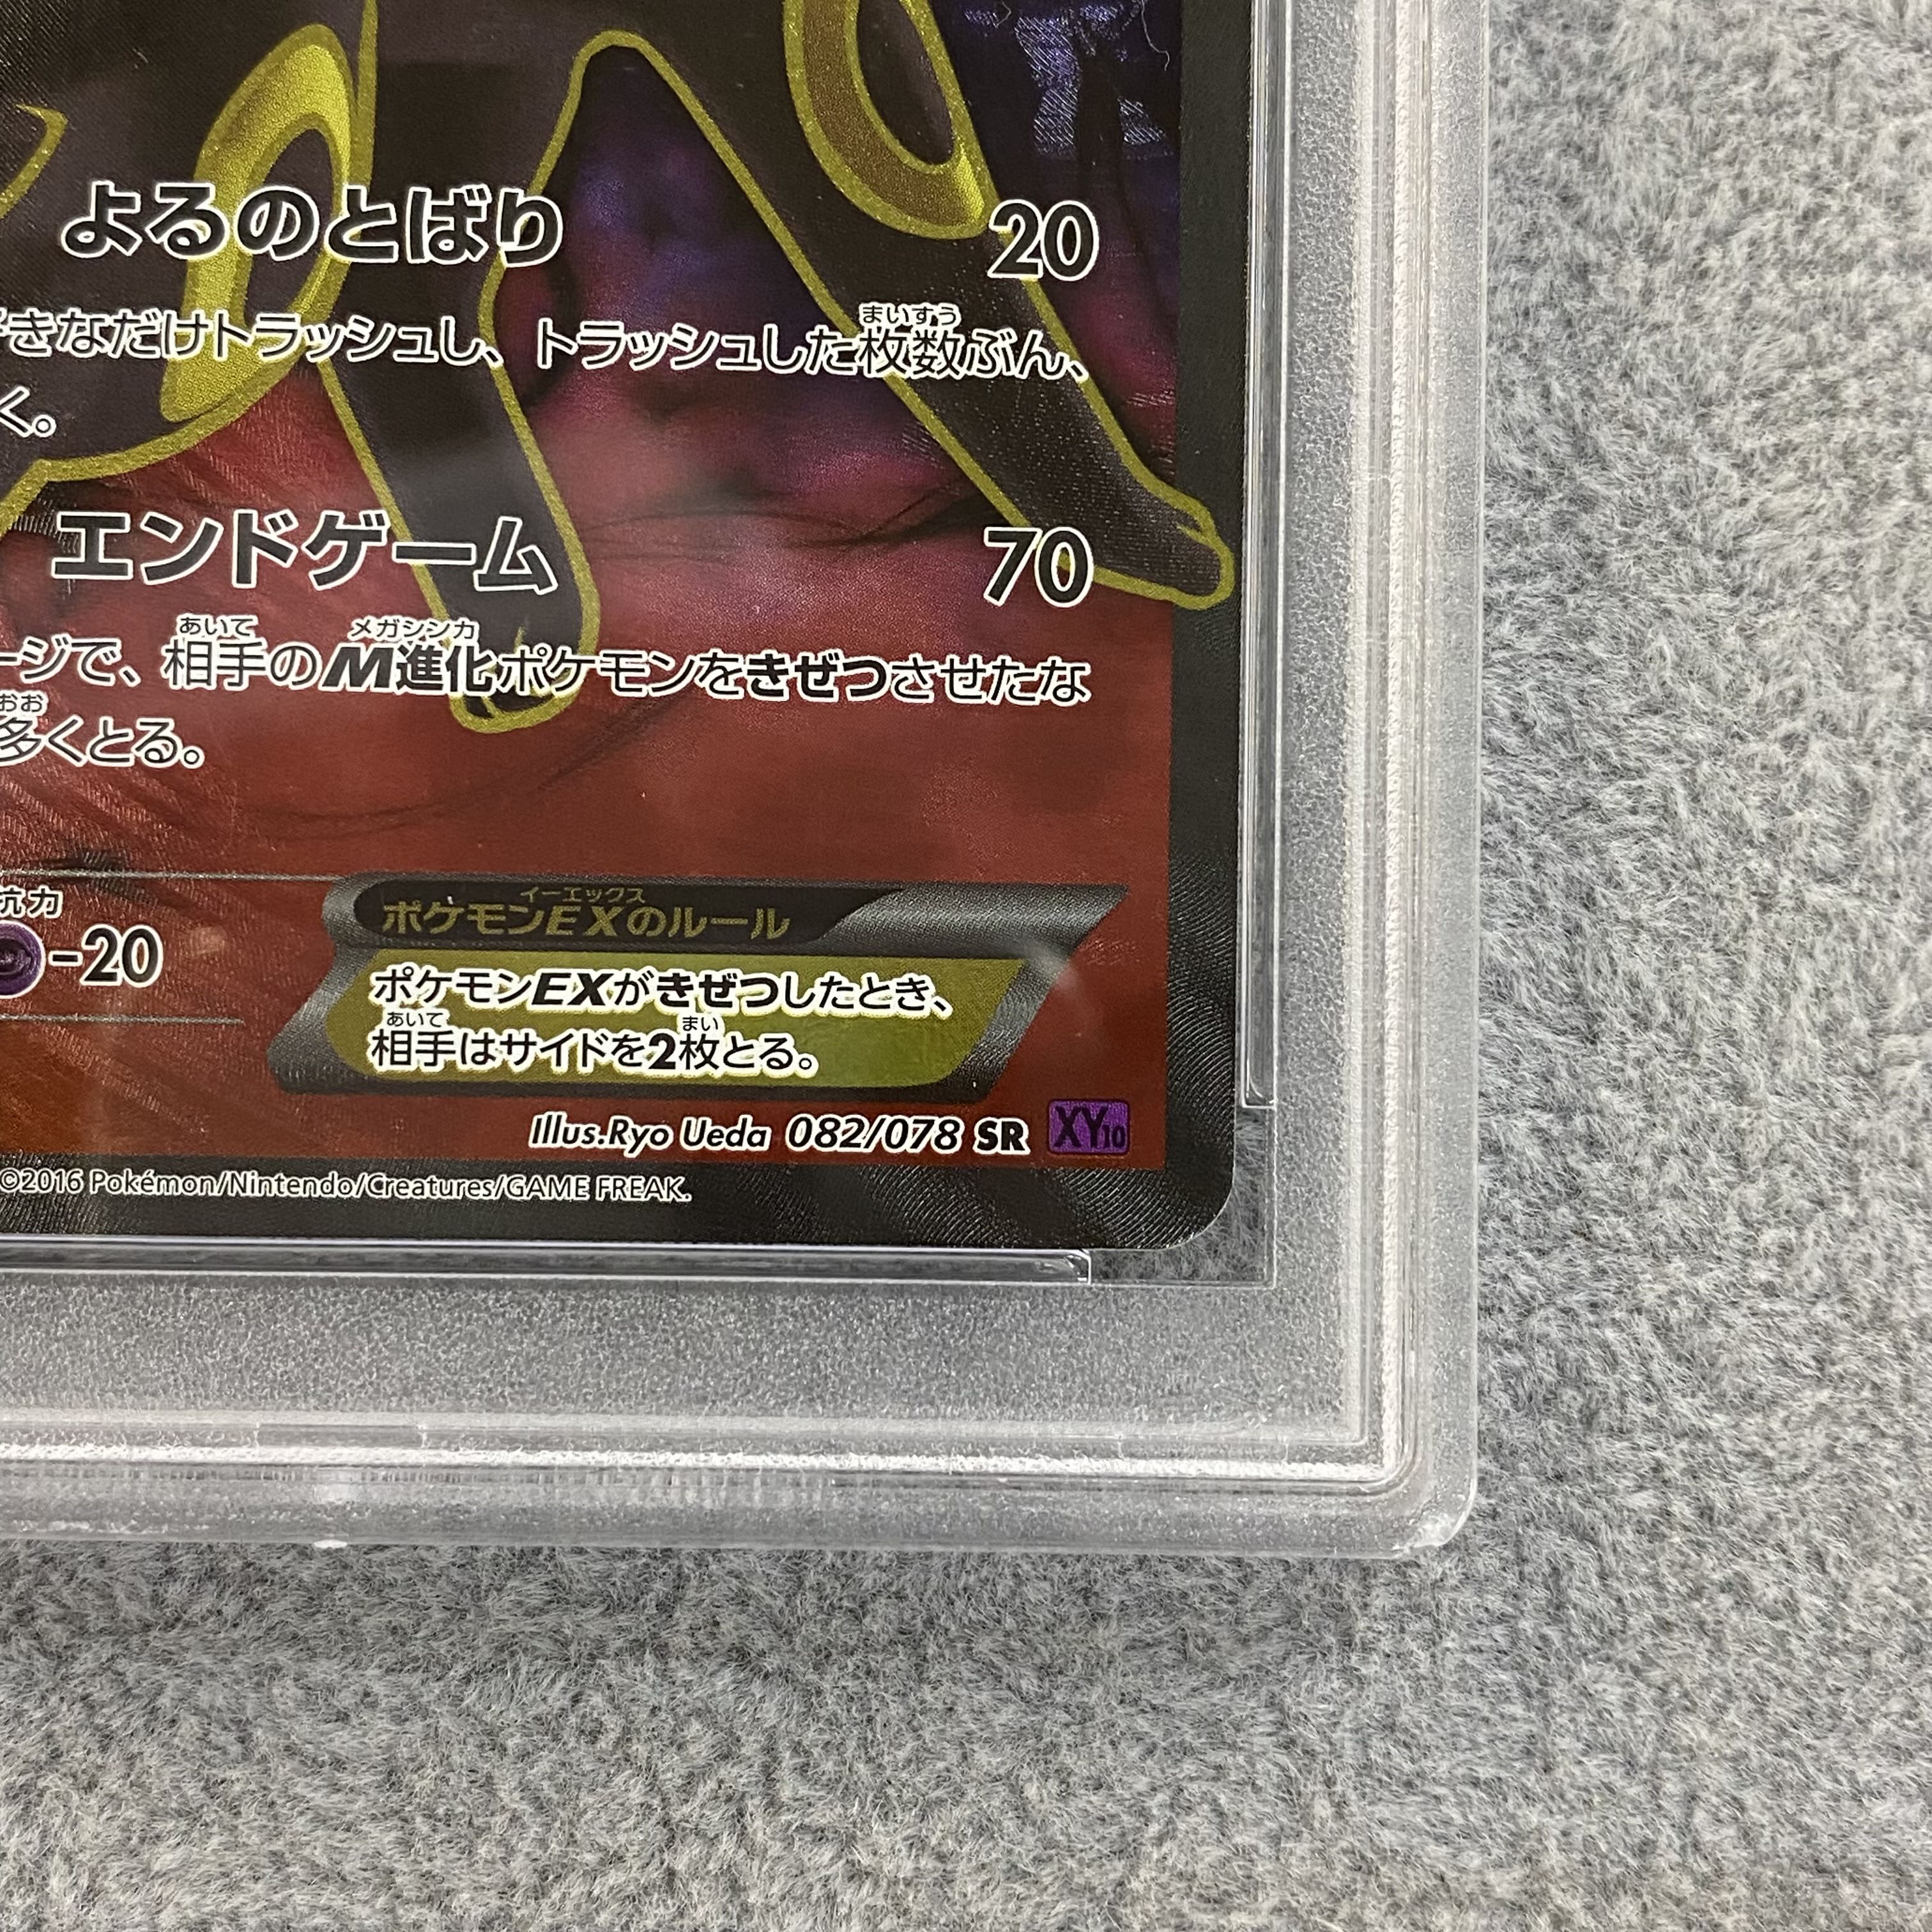 よるのとばり 20
きなだけトラッシュし、トラッシュした枚数ぶん、
まいすう
く。
エンドゲーム 70
あいて メガシンカ
ージで、相手のM進化ポケモンをきぜつさせたな
おお
多くとる。
抗力
-20
イーエックス
ポケモンEXのルール
ポケモンEXがきぜつしたとき、
あいて まい
相手はサイドを2枚とる。
Illus.Ryo Ueda 082/078 SR XY10
©2016 Pokémon/Nintendo/Creatures/GAME FREAK.